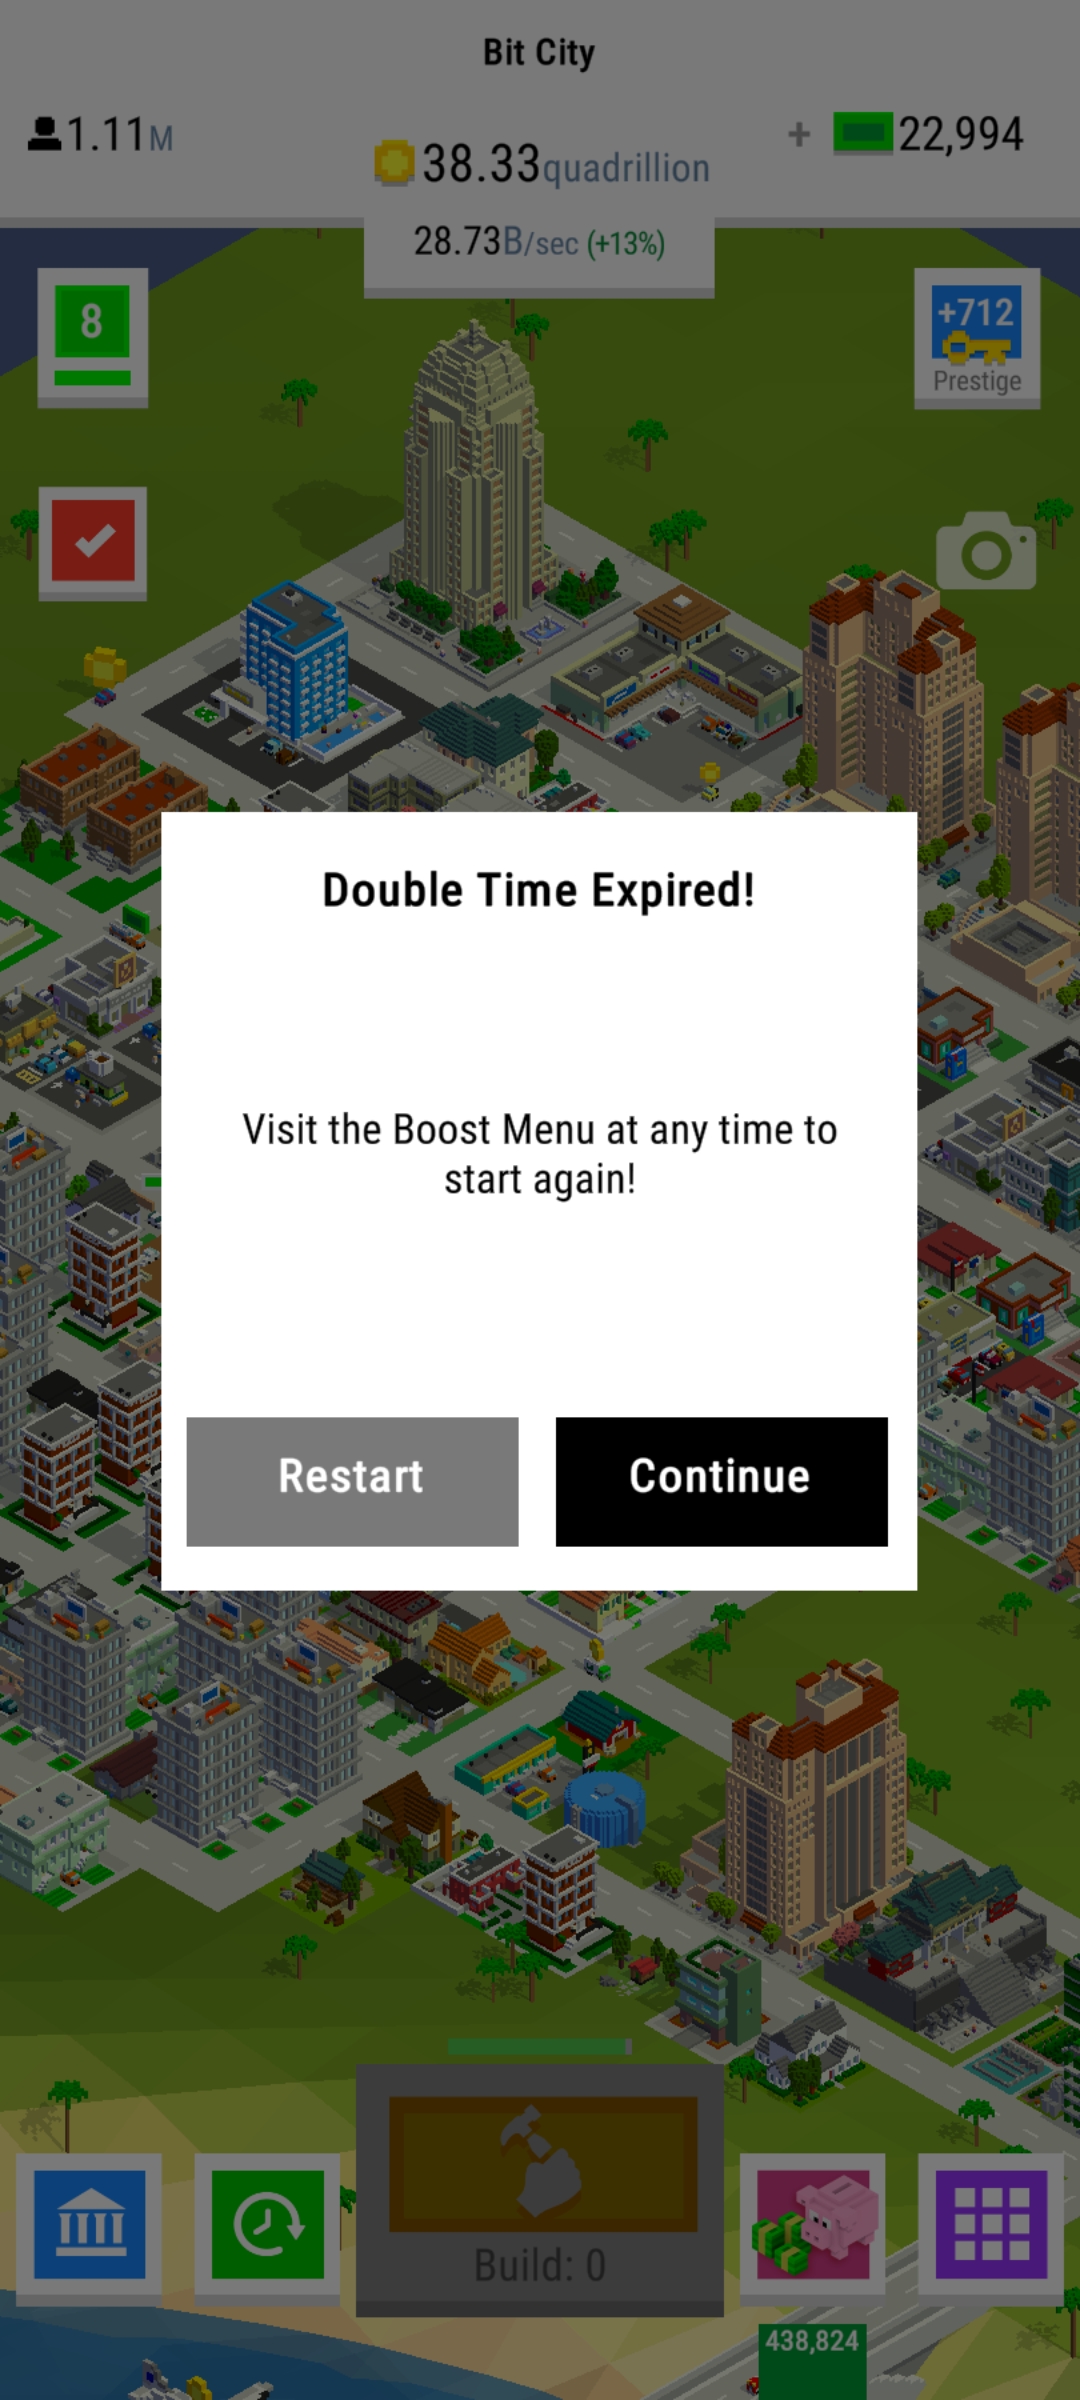 Bit City
1.11M
38.33quadrillion
+ 22,994
28.73B/sec (+13%)
8
+712
Prestige
Double Time Expired!
Visit the Boost Menu at any time to
start again!
Restart
Continue
Build: 0
438,824